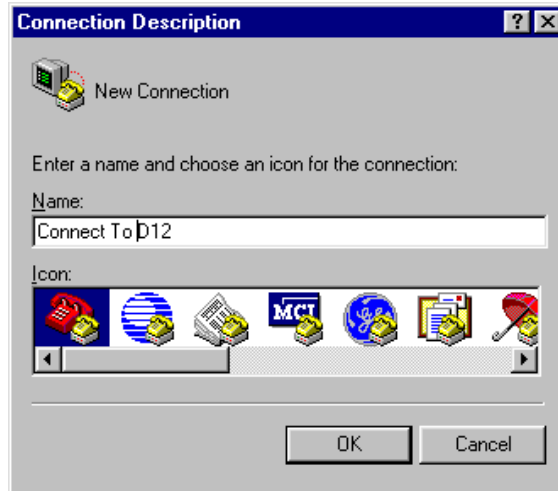 Connection Description
New Connection
Enter a name and choose an icon for the connection:
Name:
Connect To D12
Icon:
MCI
OK
Cancel